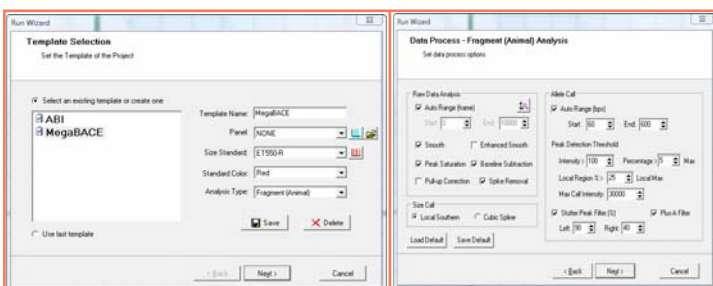 Run Wizard
Template Selection
Set the Template of the Project
Select an existing template or create one
ABI
MegaBACE
Template Name: MegaBACE
Panel: NONE
Size Standard: ET550-R
Standard Color: Red
Analysis Type: Fragment (Animal)
Save Delete
Use last template
< Back Next > Cancel
Run Wizard
Data Process - Fragment (Animal) Analysis
Set data process options
Raw Data Analysis
Auto Range (frame)
Start: 0 End: 10000
Smooth Enhanced Smooth
Peak Saturation Baseline Subtraction
Pull-up Correction Spike Removal
Size Call
Local Southern Cubic Spline
Load Default Save Default
Allele Call
Auto Range (bps)
Start: 60 End: 600
Peak Detection Threshold
Intensity > 100 Percentage > 5 Max
Local Region % > 25 Local Max
Max Call Intensity: 30000
Stutter Peak Filter (%) Plus-A Filter
Left: 90 Right: 40
< Back Next > Cancel